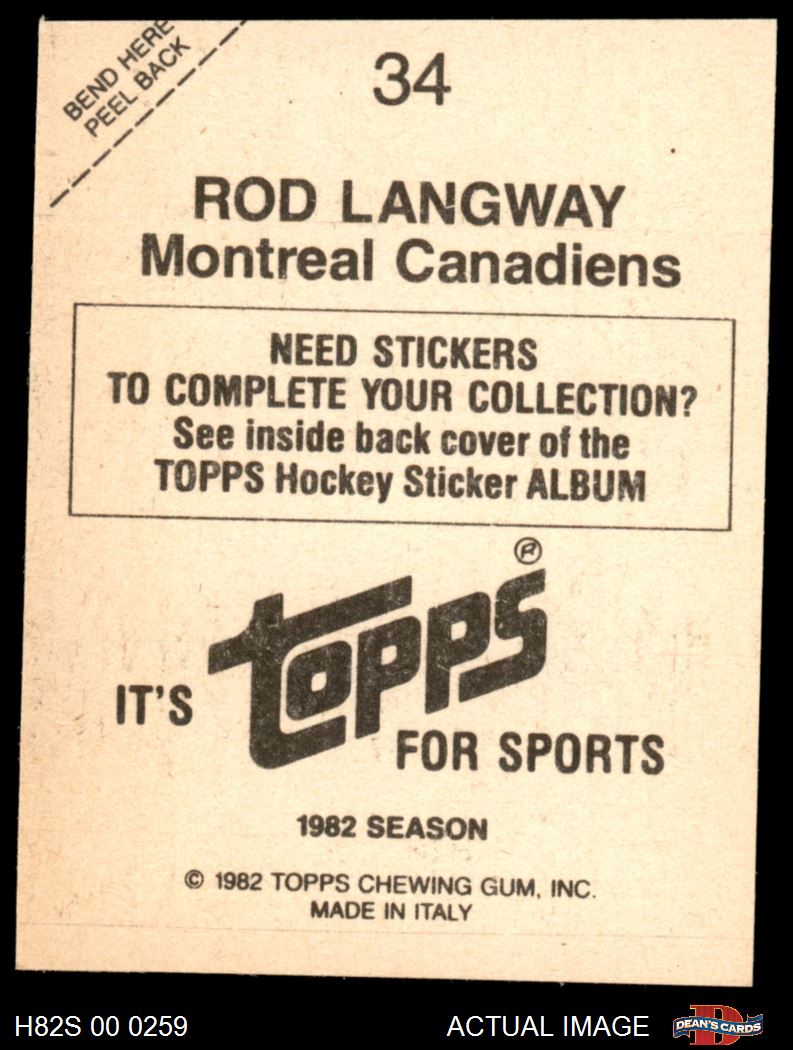 BEND HERE
PEEL BACK
34
ROD LANGWAY
Montreal Canadiens
NEED STICKERS
TO COMPLETE YOUR COLLECTION?
See inside back cover of the
TOPPS Hockey Sticker ALBUM
®
IT'S topps
FOR SPORTS
1982 SEASON
© 1982 TOPPS CHEWING GUM, INC.
MADE IN ITALY
H82S 00 0259 ACTUAL IMAGE D DEAN'S CARDS